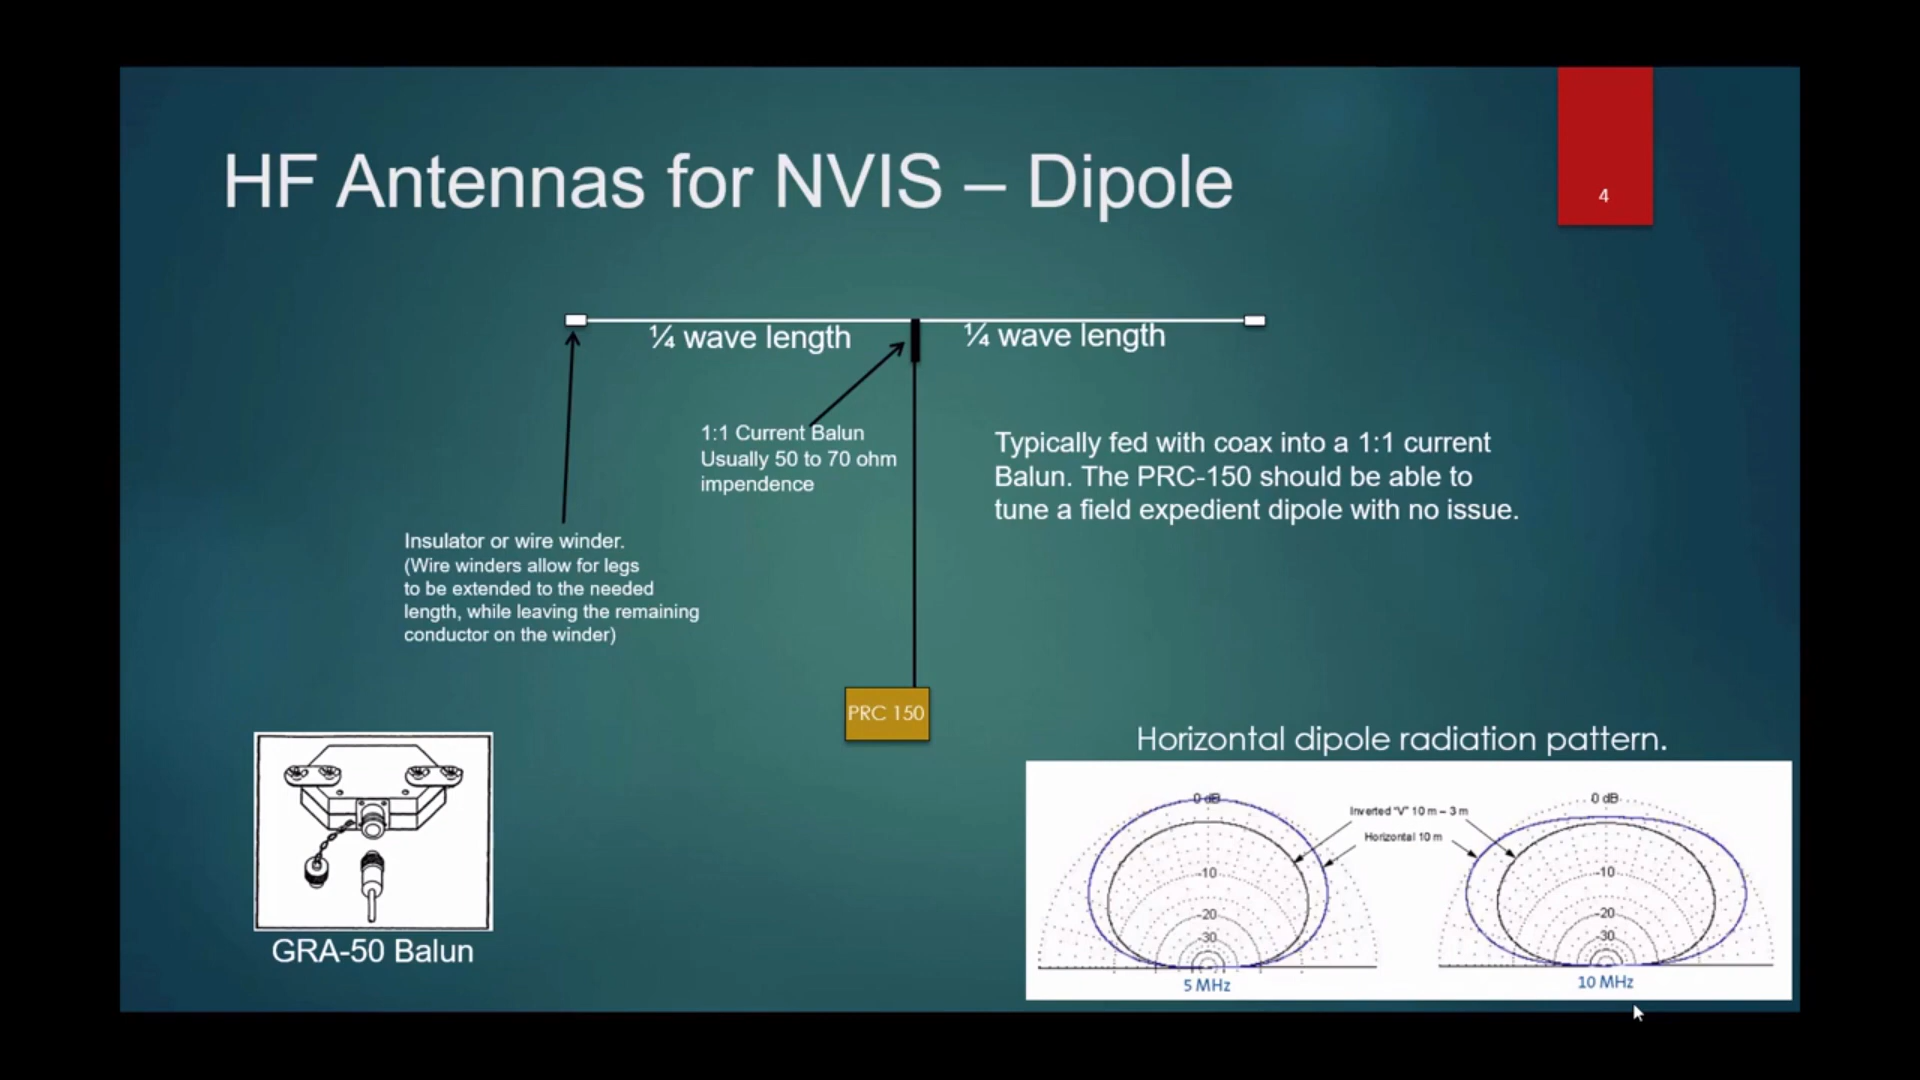 HF Antennas for NVIS – Dipole
4
¼ wave length
¼ wave length
1:1 Current Balun
Usually 50 to 70 ohm
impendence
Typically fed with coax into a 1:1 current
Balun. The PRC-150 should be able to
tune a field expedient dipole with no issue.
Insulator or wire winder.
(Wire winders allow for legs
to be extended to the needed
length, while leaving the remaining
conductor on the winder)
PRC 150
GRA-50 Balun
Horizontal dipole radiation pattern.
0 dB
-10
-20
-30
5 MHz
Inverted "V" 10 m – 3 m
Horizontal 10 m
0 dB
-10
-20
-30
10 MHz